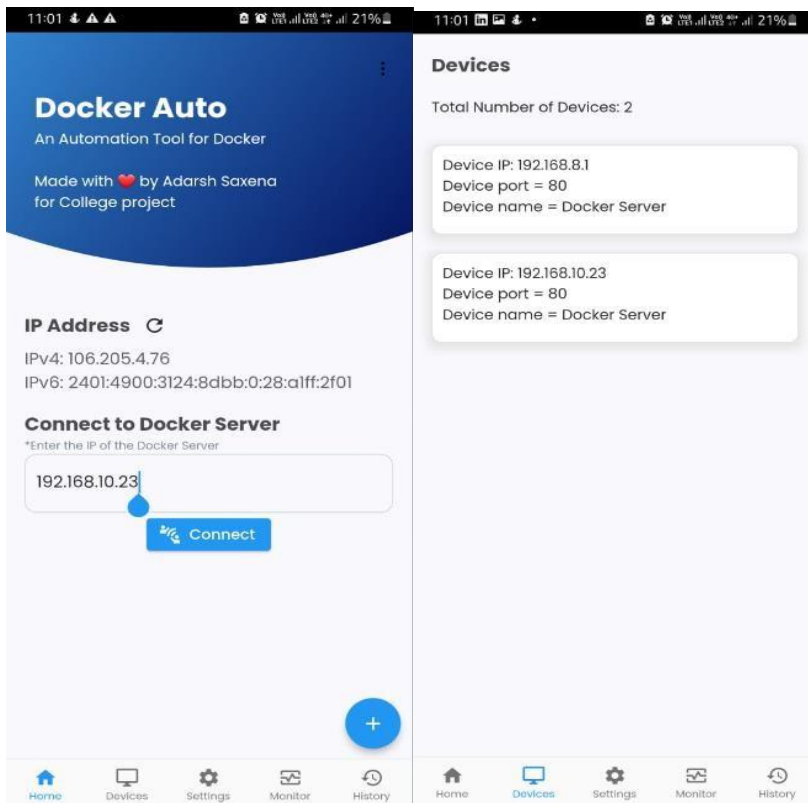 11:01
21%
Docker Auto
An Automation Tool for Docker
Made with ❤️ by Adarsh Saxena
for College project
IP Address
IPv4: 106.205.4.76
IPv6: 2401:4900:3124:8dbb:0:28:a1ff:2f01
Connect to Docker Server
*Enter the IP of the Docker Server
192.168.10.23
Connect
+
Home Devices Settings Monitor History
11:01
21%
Devices
Total Number of Devices: 2
Device IP: 192.168.8.1
Device port = 80
Device name = Docker Server
Device IP: 192.168.10.23
Device port = 80
Device name = Docker Server
Home Devices Settings Monitor History